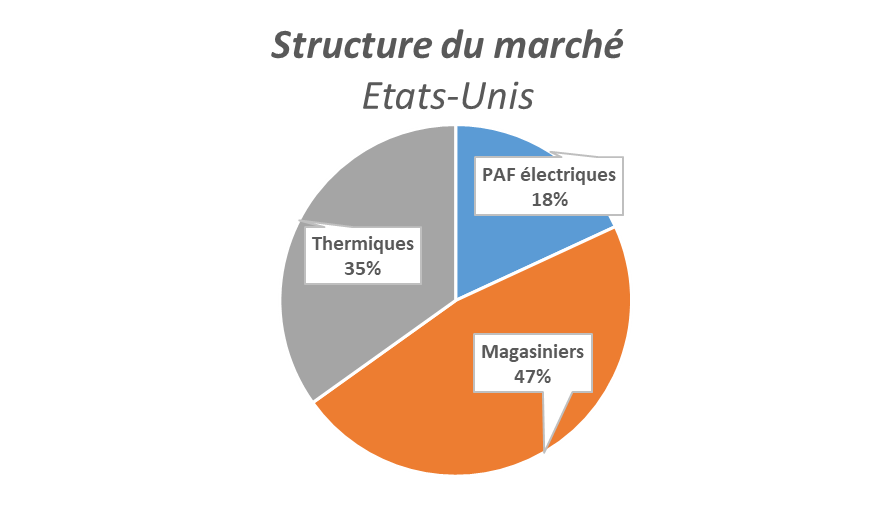 Structure du marché
Etats-Unis
PAF électriques
18%
Thermiques
35%
Magasiniers
47%